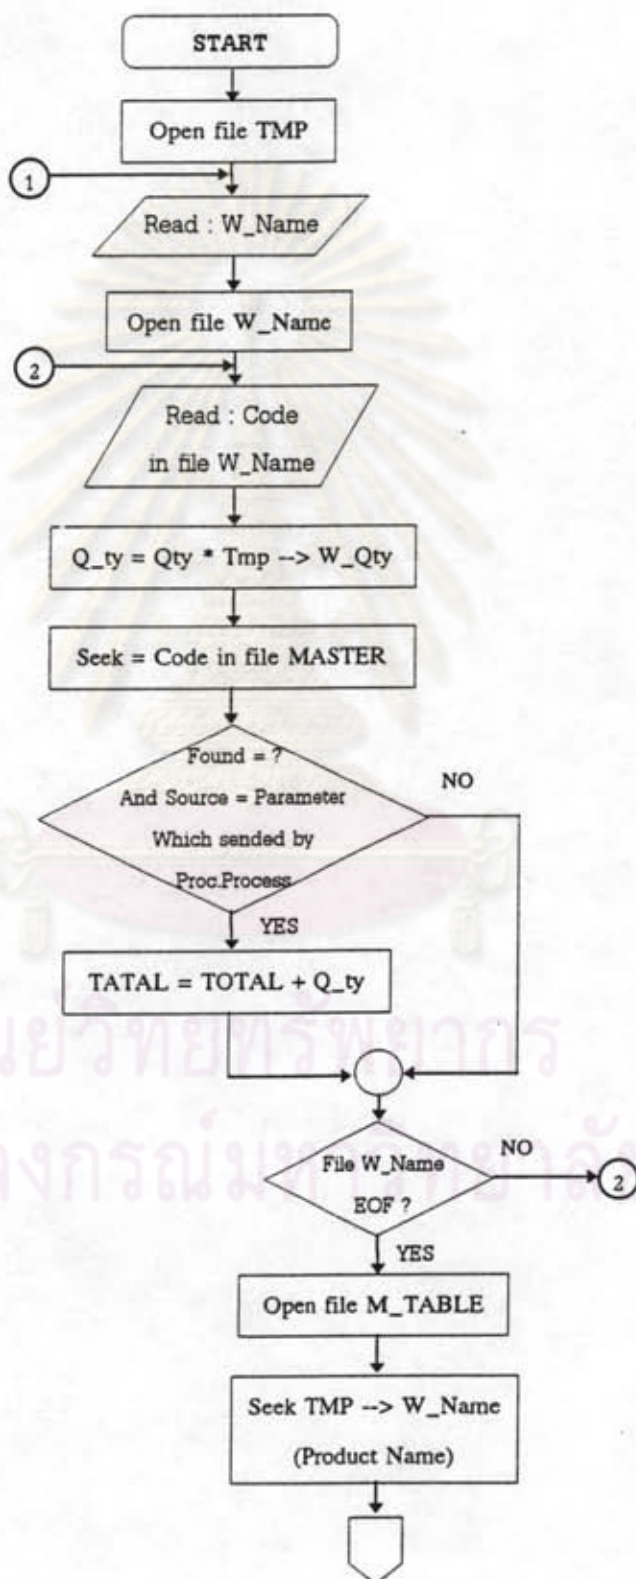 START
Open file TMP
1
Read : W_Name
Open file W_Name
2
Read : Code
in file W_Name
Q_ty = Qty * Tmp --> W_Qty
Seek = Code in file MASTER
Found = ?
And Source = Parameter
Which sended by
Proc.Process
NO
YES
TATAL = TOTAL + Q_ty
File W_Name
EOF ?
NO
2
YES
Open file M_TABLE
Seek TMP --> W_Name
(Product Name)